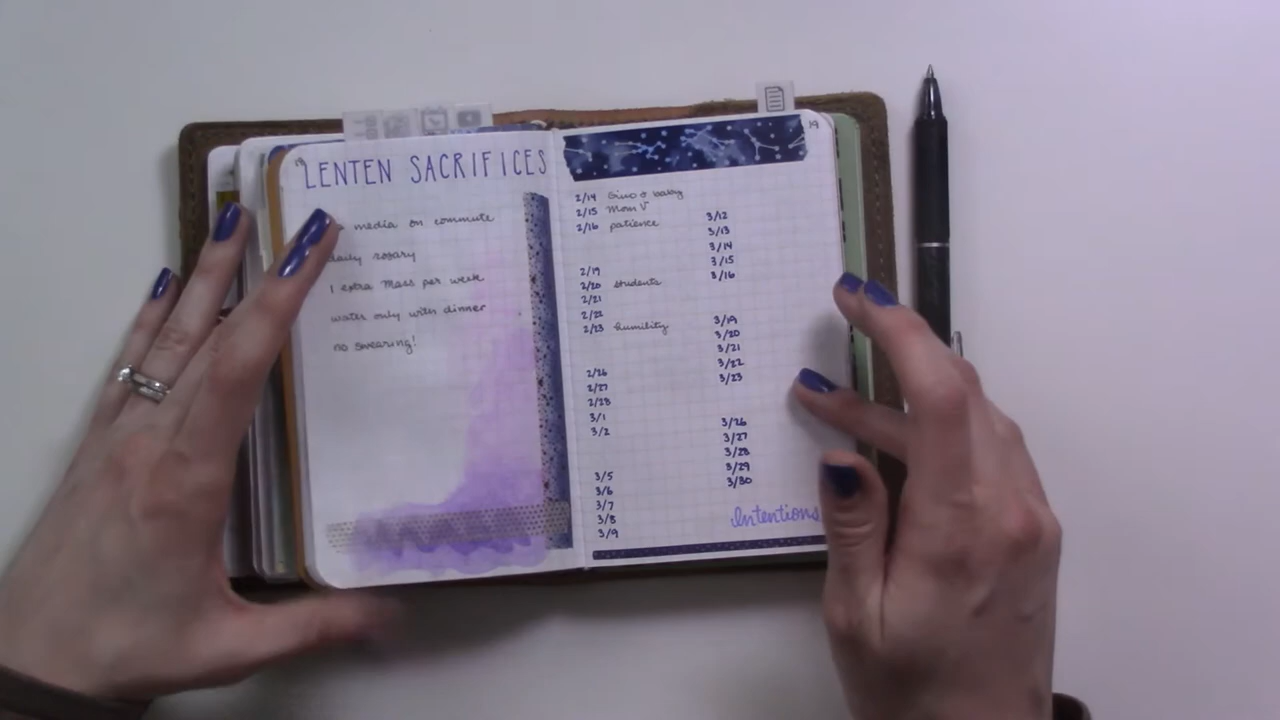 LENTEN SACRIFICES
media on commute
daily rosary
1 extra Mass per week
water only with dinner
no swearing!
19
2/14 Gino & baby
2/15 Mom V
2/16 patience
2/19
2/20 students
2/21
2/22
2/23 humility
2/26
2/27
2/28
3/1
3/2
3/5
3/6
3/7
3/8
3/9
3/12
3/13
3/14
3/15
3/16
3/19
3/20
3/21
3/22
3/23
3/26
3/27
3/28
3/29
3/30
Intentions